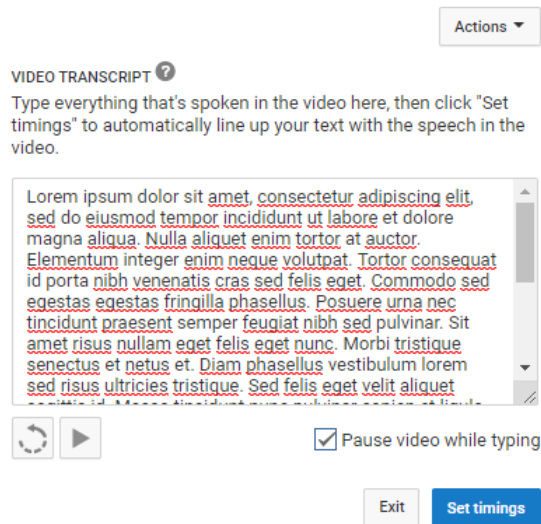 Actions
VIDEO TRANSCRIPT ?
Type everything that's spoken in the video here, then click "Set
timings" to automatically line up your text with the speech in the
video.
Lorem ipsum dolor sit amet, consectetur adipiscing elit,
sed do eiusmod tempor incididunt ut labore et dolore
magna aliqua. Nulla aliquet enim tortor at auctor.
Elementum integer enim neque volutpat. Tortor consequat
id porta nibh venenatis cras sed felis eget. Commodo sed
egestas egestas fringilla phasellus. Posuere urna nec
tincidunt praesent semper feugiat nibh sed pulvinar. Sit
amet risus nullam eget felis eget nunc. Morbi tristique
senectus et netus et. Diam phasellus vestibulum lorem
sed risus ultricies tristique. Sed felis eget velit aliquet
Pause video while typing
Exit
Set timings